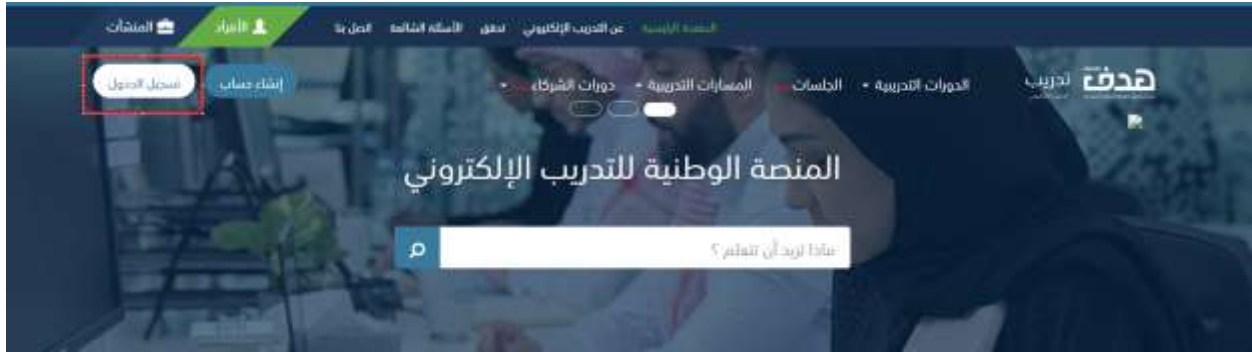 الصفحة الرئيسية عن التدريب الإلكتروني تحقق الأسئلة الشائعة اتصل بنا الأفراد المنشآت
هدف تدريب الدورات التدريبية الجلسات المسارات التدريبية دورات الشركاء إنشاء حساب تسجيل الدخول
المنصة الوطنية للتدريب الإلكتروني
ماذا تريد أن تتعلم ؟